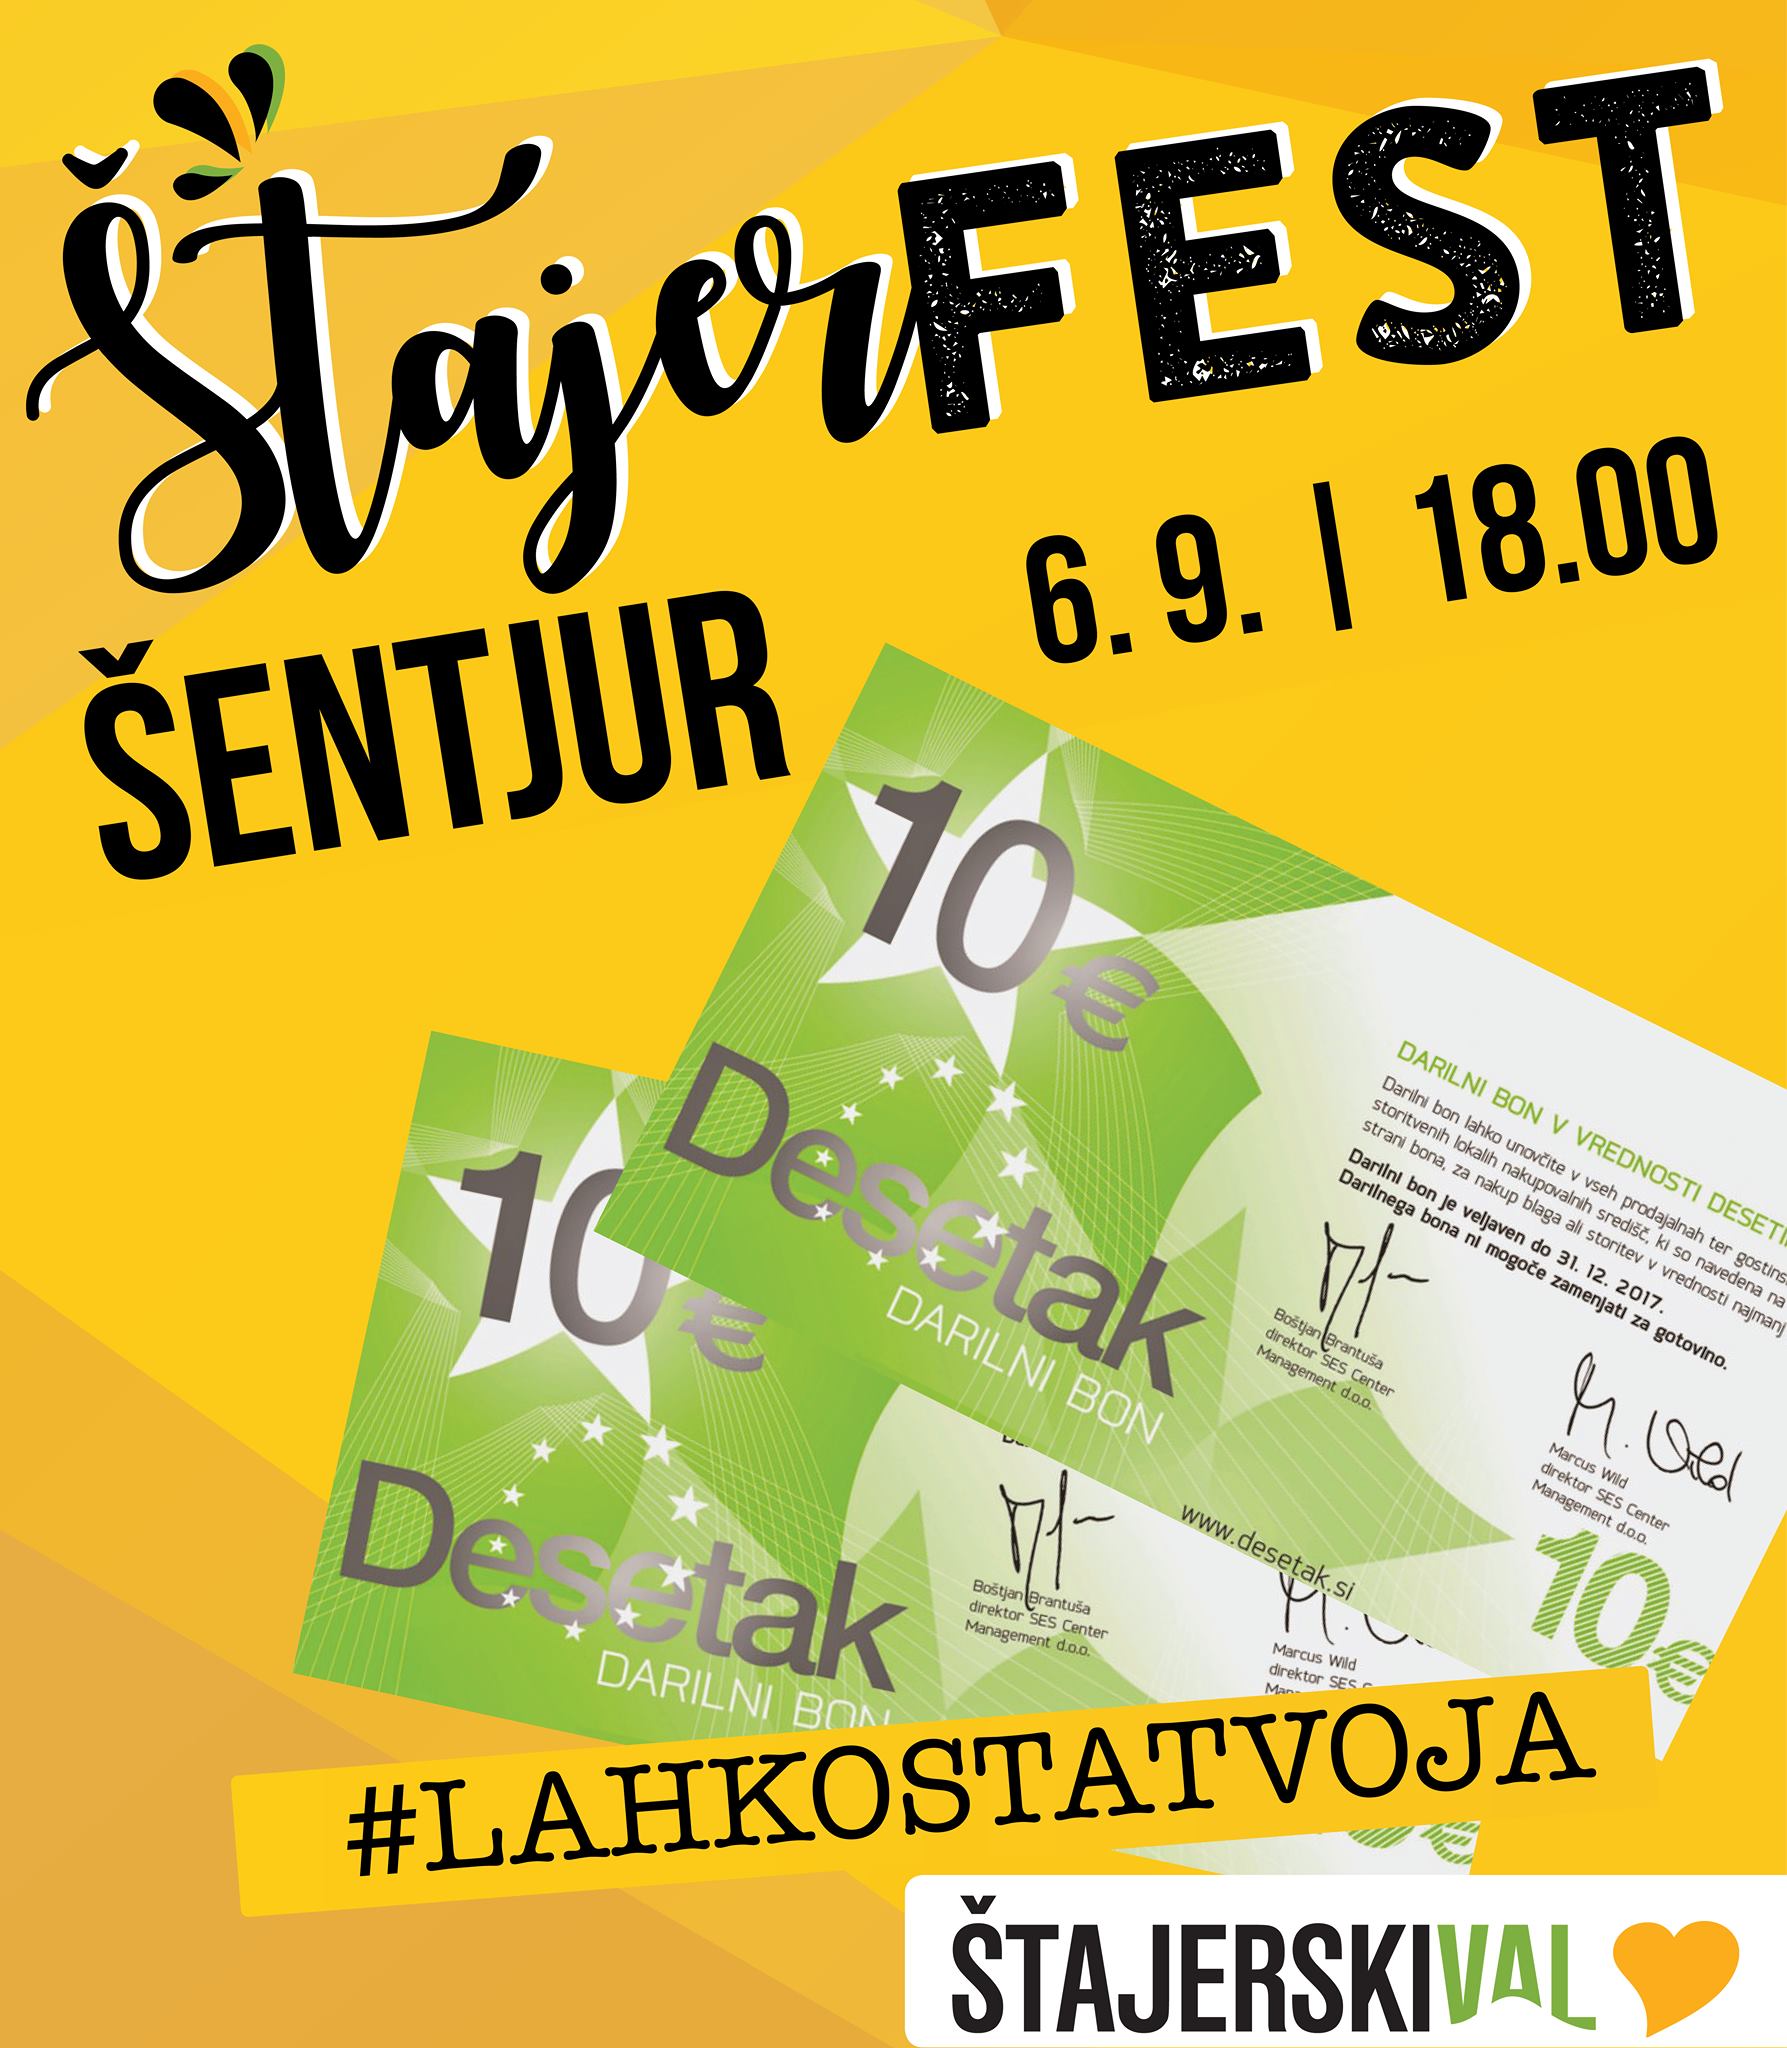 ŠtajerFEST
6. 9. | 18.00
ŠENTJUR
10€
Desetak
DARILNI BON
DARILNI BON V VREDNOSTI
Darilni bon lahko unovčite v vseh prodajalnah ter
storitvenih lokalih nakupovalnih središč, ki so navedena na
strani bona, za nakup blaga ali storitev v vrednosti najmanj
Darilni bon je veljaven do 31. 12. 2017.
Darilnega bona ni mogoče zamenjati za gotovino.
Boštjan Brantuša
direktor SES Center
Management d.o.o.
Marcus Wild
direktor SES Center
Management d.o.o.
www.desetak.si
10€
10€
Desetak
DARILNI BON
Boštjan Brantuša
direktor SES Center
Management d.o.o.
Marcus Wild
direktor SES
#LAHKOSTATVOJA
ŠTAJERSKIVAL